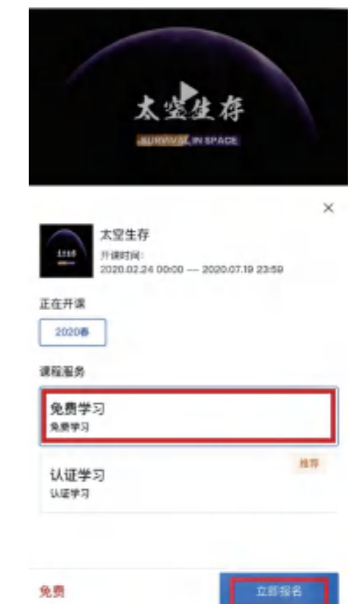 太空生存
SURVIVAL IN SPACE
太空生存
开课时间:
2020.02.24 00:00 — 2020.07.19 23:59
正在开课
2020春
课程服务
免费学习
免费学习
推荐
认证学习
认证学习
免费
立即报名